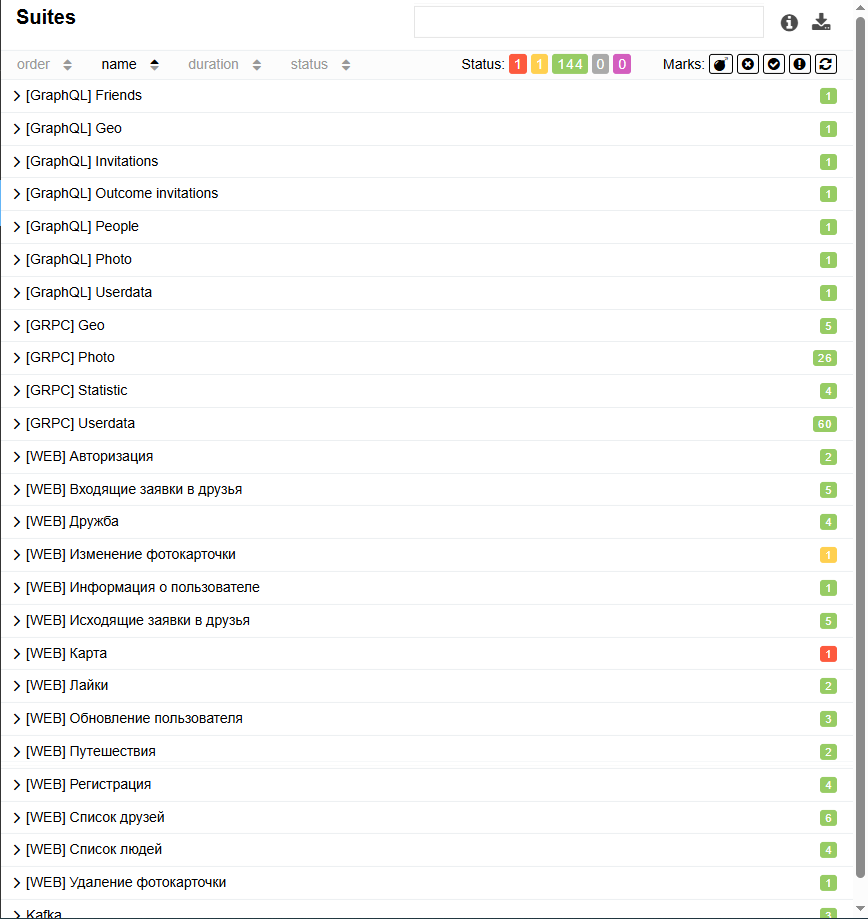 Suites
order name duration status Status: 1 1 144 0 0 Marks:
[GraphQL] Friends 1
[GraphQL] Geo 1
[GraphQL] Invitations 1
[GraphQL] Outcome invitations 1
[GraphQL] People 1
[GraphQL] Photo 1
[GraphQL] Userdata 1
[GRPC] Geo 5
[GRPC] Photo 26
[GRPC] Statistic 4
[GRPC] Userdata 60
[WEB] Авторизация 2
[WEB] Входящие заявки в друзья 5
[WEB] Дружба 4
[WEB] Изменение фотокарточки 1
[WEB] Информация о пользователе 1
[WEB] Исходящие заявки в друзья 5
[WEB] Карта 1
[WEB] Лайки 2
[WEB] Обновление пользователя 3
[WEB] Путешествия 2
[WEB] Регистрация 4
[WEB] Список друзей 6
[WEB] Список людей 4
[WEB] Удаление фотокарточки 1
Kafka 3